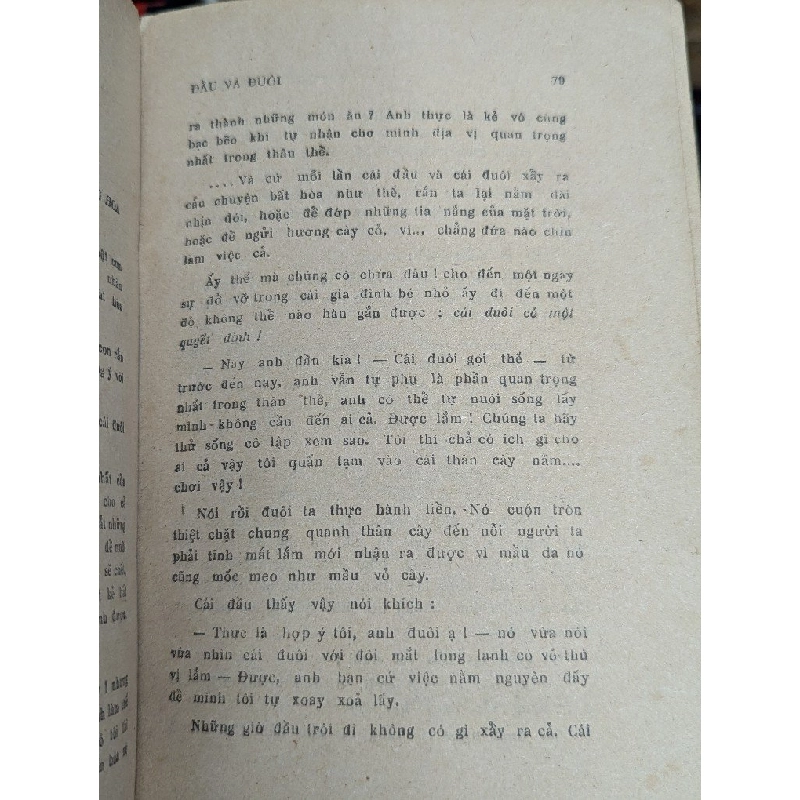 ĐẦU VÀ ĐUÔI 79
ra thành những món ăn ? Anh thực là kẻ vô cùng
bạc bẽo khi tự nhận cho mình địa vị quan trọng
nhất trong thân thể.
....Và cứ mỗi lần cái đầu và cái đuôi xẩy ra
câu chuyện bất hòa như thế, rắn ta lại nằm dài
chịu đói, hoặc để đớp những tia nắng của mặt trời,
hoặc để ngửi hương cây cỏ, vì... chẳng đứa nào chịu
làm việc cả.
Ấy thế mà chúng có chừa đâu ! cho đến một ngày
sự đổ vỡ trong cái gia đình bé nhỏ ấy đi đến một
độ không thể nào hàn gắn được : cái đuôi có một
quyết định !
— Này anh đầu kia ! — Cái đuôi gọi thế — từ
trước đến nay, anh vẫn tự phụ là phần quan trọng
nhất trong thân thể, anh có thể tự nuôi sống lấy
mình không cần đến ai cả. Được lắm ! Chúng ta hãy
thử sống cô lập xem sao. Tôi thì chả có ích gì cho
ai cả vậy tôi quấn tạm vào cái thân cây nằm....
chơi vậy !
Nói rồi đuôi ta thực hành liền. Nó cuộn tròn
thiệt chặt chung quanh thân cây đến nỗi người ta
phải tinh mắt lắm mới nhận ra được vì mầu da nó
cũng mốc meo như mầu vỏ cây.
Cái đầu thấy vậy nói khích :
— Thực là hợp ý tôi, anh đuôi ạ ! — nó vừa nói
vừa nhìn cái đuôi với đôi mắt long lanh có vẻ thú
vị lắm — Được, anh bạn cứ việc nằm nguyên đấy
để mình tôi tự xoay xoả lấy.
Những giờ đầu trôi đi không có gì xẩy ra cả. Cái